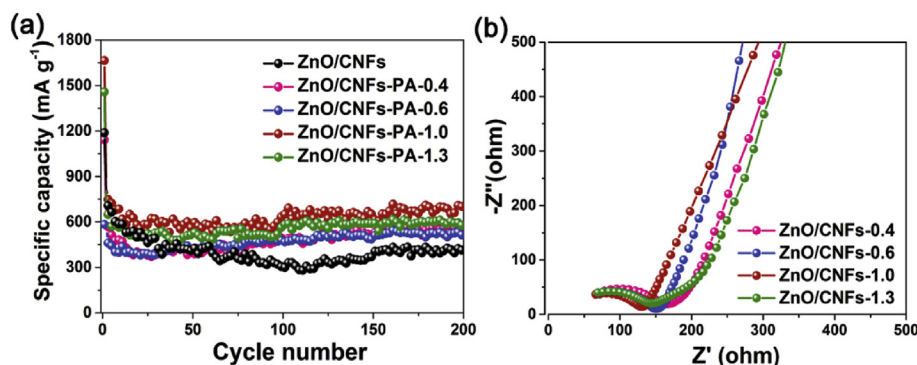 (a)
1800
1500
1200
900
600
300
0
Specific capacity (mA g⁻¹)
ZnO/CNFs
ZnO/CNFs-PA-0.4
ZnO/CNFs-PA-0.6
ZnO/CNFs-PA-1.0
ZnO/CNFs-PA-1.3
0 50 100 150 200
Cycle number
(b)
500
400
300
200
100
0
-Z''(ohm)
ZnO/CNFs-0.4
ZnO/CNFs-0.6
ZnO/CNFs-1.0
ZnO/CNFs-1.3
0 100 200 300 400 500
Z' (ohm)